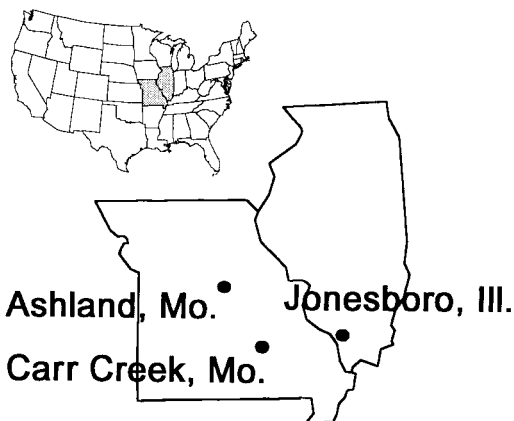 Ashland, Mo.
Jonesboro, Ill.
Carr Creek, Mo.